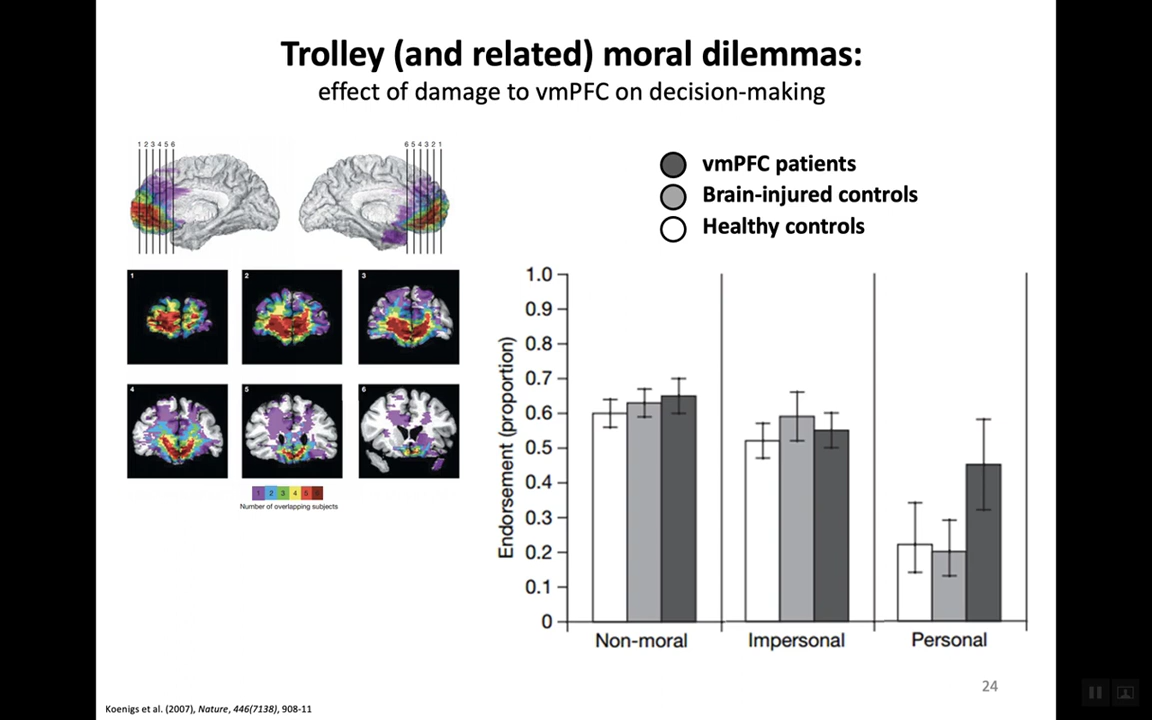 Trolley (and related) moral dilemmas:
effect of damage to vmPFC on decision-making
1 2 3 4 5 6
6 5 4 3 2 1
1
2
3
4
5
6
1 2 3 4 5
Number of overlapping subjects
vmPFC patients
Brain-injured controls
Healthy controls
Endorsement (proportion)
1.0
0.9
0.8
0.7
0.6
0.5
0.4
0.3
0.2
0.1
0
Non-moral
Impersonal
Personal
24
Koenigs et al. (2007), Nature, 446(7138), 908-11